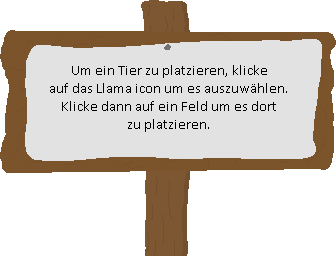 Um ein Tier zu platzieren, klicke
auf das Llama icon um es auszuwählen.
Klicke dann auf ein Feld um es dort
zu platzieren.